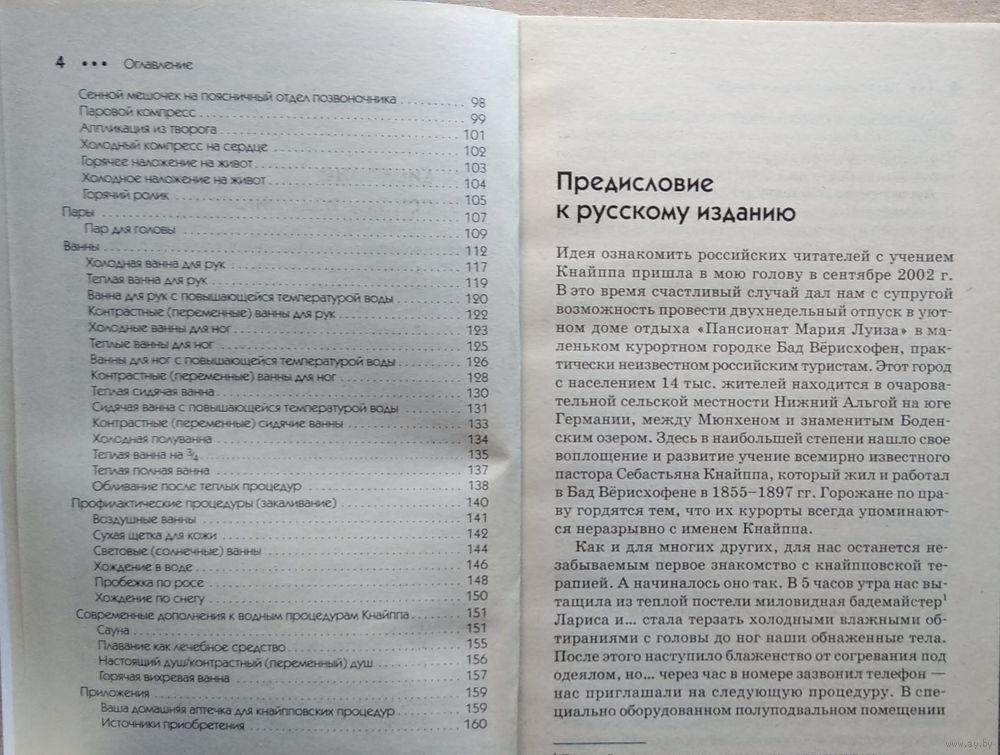 4 ••• Оглавление
Сенной мешочек на поясничный отдел позвоночника .......... 98
Паровой компресс .......... 99
Аппликация из творога .......... 101
Холодный компресс на сердце .......... 102
Горячее наложение на живот .......... 103
Холодное наложение на живот .......... 104
Горячий ролик .......... 105
Пары .......... 107
Пар для головы .......... 109
Ванны .......... 112
Холодная ванна для рук .......... 117
Теплая ванна для рук .......... 119
Ванна для рук с повышающейся температурой воды .......... 120
Контрастные (переменные) ванны для рук .......... 122
Холодные ванны для ног .......... 123
Теплые ванны для ног .......... 125
Ванны для ног с повышающейся температурой воды .......... 126
Контрастные (переменные) ванны для ног .......... 128
Теплая сидячая ванна .......... 130
Сидячая ванна с повышающейся температурой воды .......... 131
Контрастные (переменные) сидячие ванны .......... 133
Холодная полуванна .......... 134
Теплая ванна на 3/4 .......... 135
Теплая полная ванна .......... 137
Обливание после теплых процедур .......... 138
Профилактические процедуры (закаливание) .......... 140
Воздушные ванны .......... 141
Сухая щетка для кожи .......... 142
Световые (солнечные) ванны .......... 144
Хождение в воде .......... 146
Пробежка по росе .......... 148
Хождение по снегу .......... 150
Современные дополнения к водным процедурам Кнайппа .......... 151
Сауна .......... 151
Плавание как лечебное средство .......... 155
Настоящий душ/контрастный (переменный) душ .......... 156
Горячая вихревая ванна .......... 157
Приложения .......... 159
Ваша домашняя аптечка для кнайпповских процедур .......... 159
Источники приобретения .......... 160
Предисловие
к русскому изданию
Идея ознакомить российских читателей с учением
Кнайппа пришла в мою голову в сентябре 2002 г.
В это время счастливый случай дал нам с супругой
возможность провести двухнедельный отпуск в уют-
ном доме отдыха «Пансионат Мария Луиза» в ма-
леньком курортном городке Бад Вёрисхофен, прак-
тически неизвестном российским туристам. Этот город
с населением 14 тыс. жителей находится в очарова-
тельной сельской местности Нижний Альгой на юге
Германии, между Мюнхеном и знаменитым Боден-
ским озером. Здесь в наибольшей степени нашло свое
воплощение и развитие учение всемирно известного
пастора Себастьяна Кнайппа, который жил и работал
в Бад Вёрисхофене в 1855–1897 гг. Горожане по пра-
ву гордятся тем, что их курорты всегда упоминают-
ся неразрывно с именем Кнайппа.
Как и для многих других, для нас останется не-
забываемым первое знакомство с кнайпповской те-
рапией. А начиналось оно так. В 5 часов утра нас вы-
тащила из теплой постели миловидная бадемайстер¹
Лариса и... стала терзать холодными влажными об-
тираниями с головы до ног наши обнаженные тела.
После этого наступило блаженство от согревания под
одеялом, но... через час в номере зазвонил телефон —
нас приглашали на следующую процедуру. В спе-
циально оборудованном полуподвальном помещении
www.ay.by